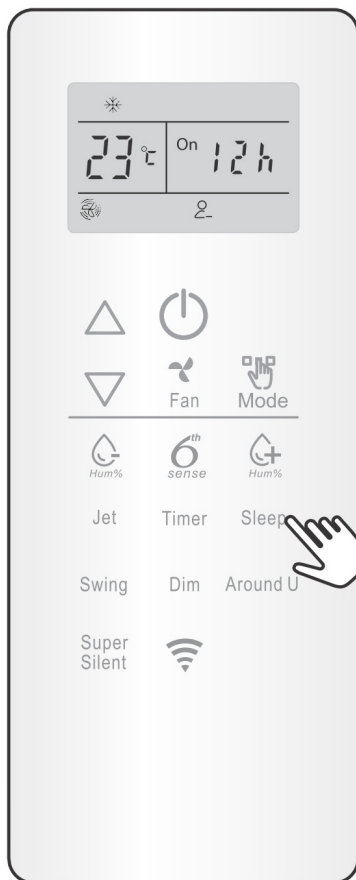 23 °C On 12h
Fan Mode
Hum% 6th sense Hum%
Jet Timer Sleep
Swing Dim Around U
Super
Silent